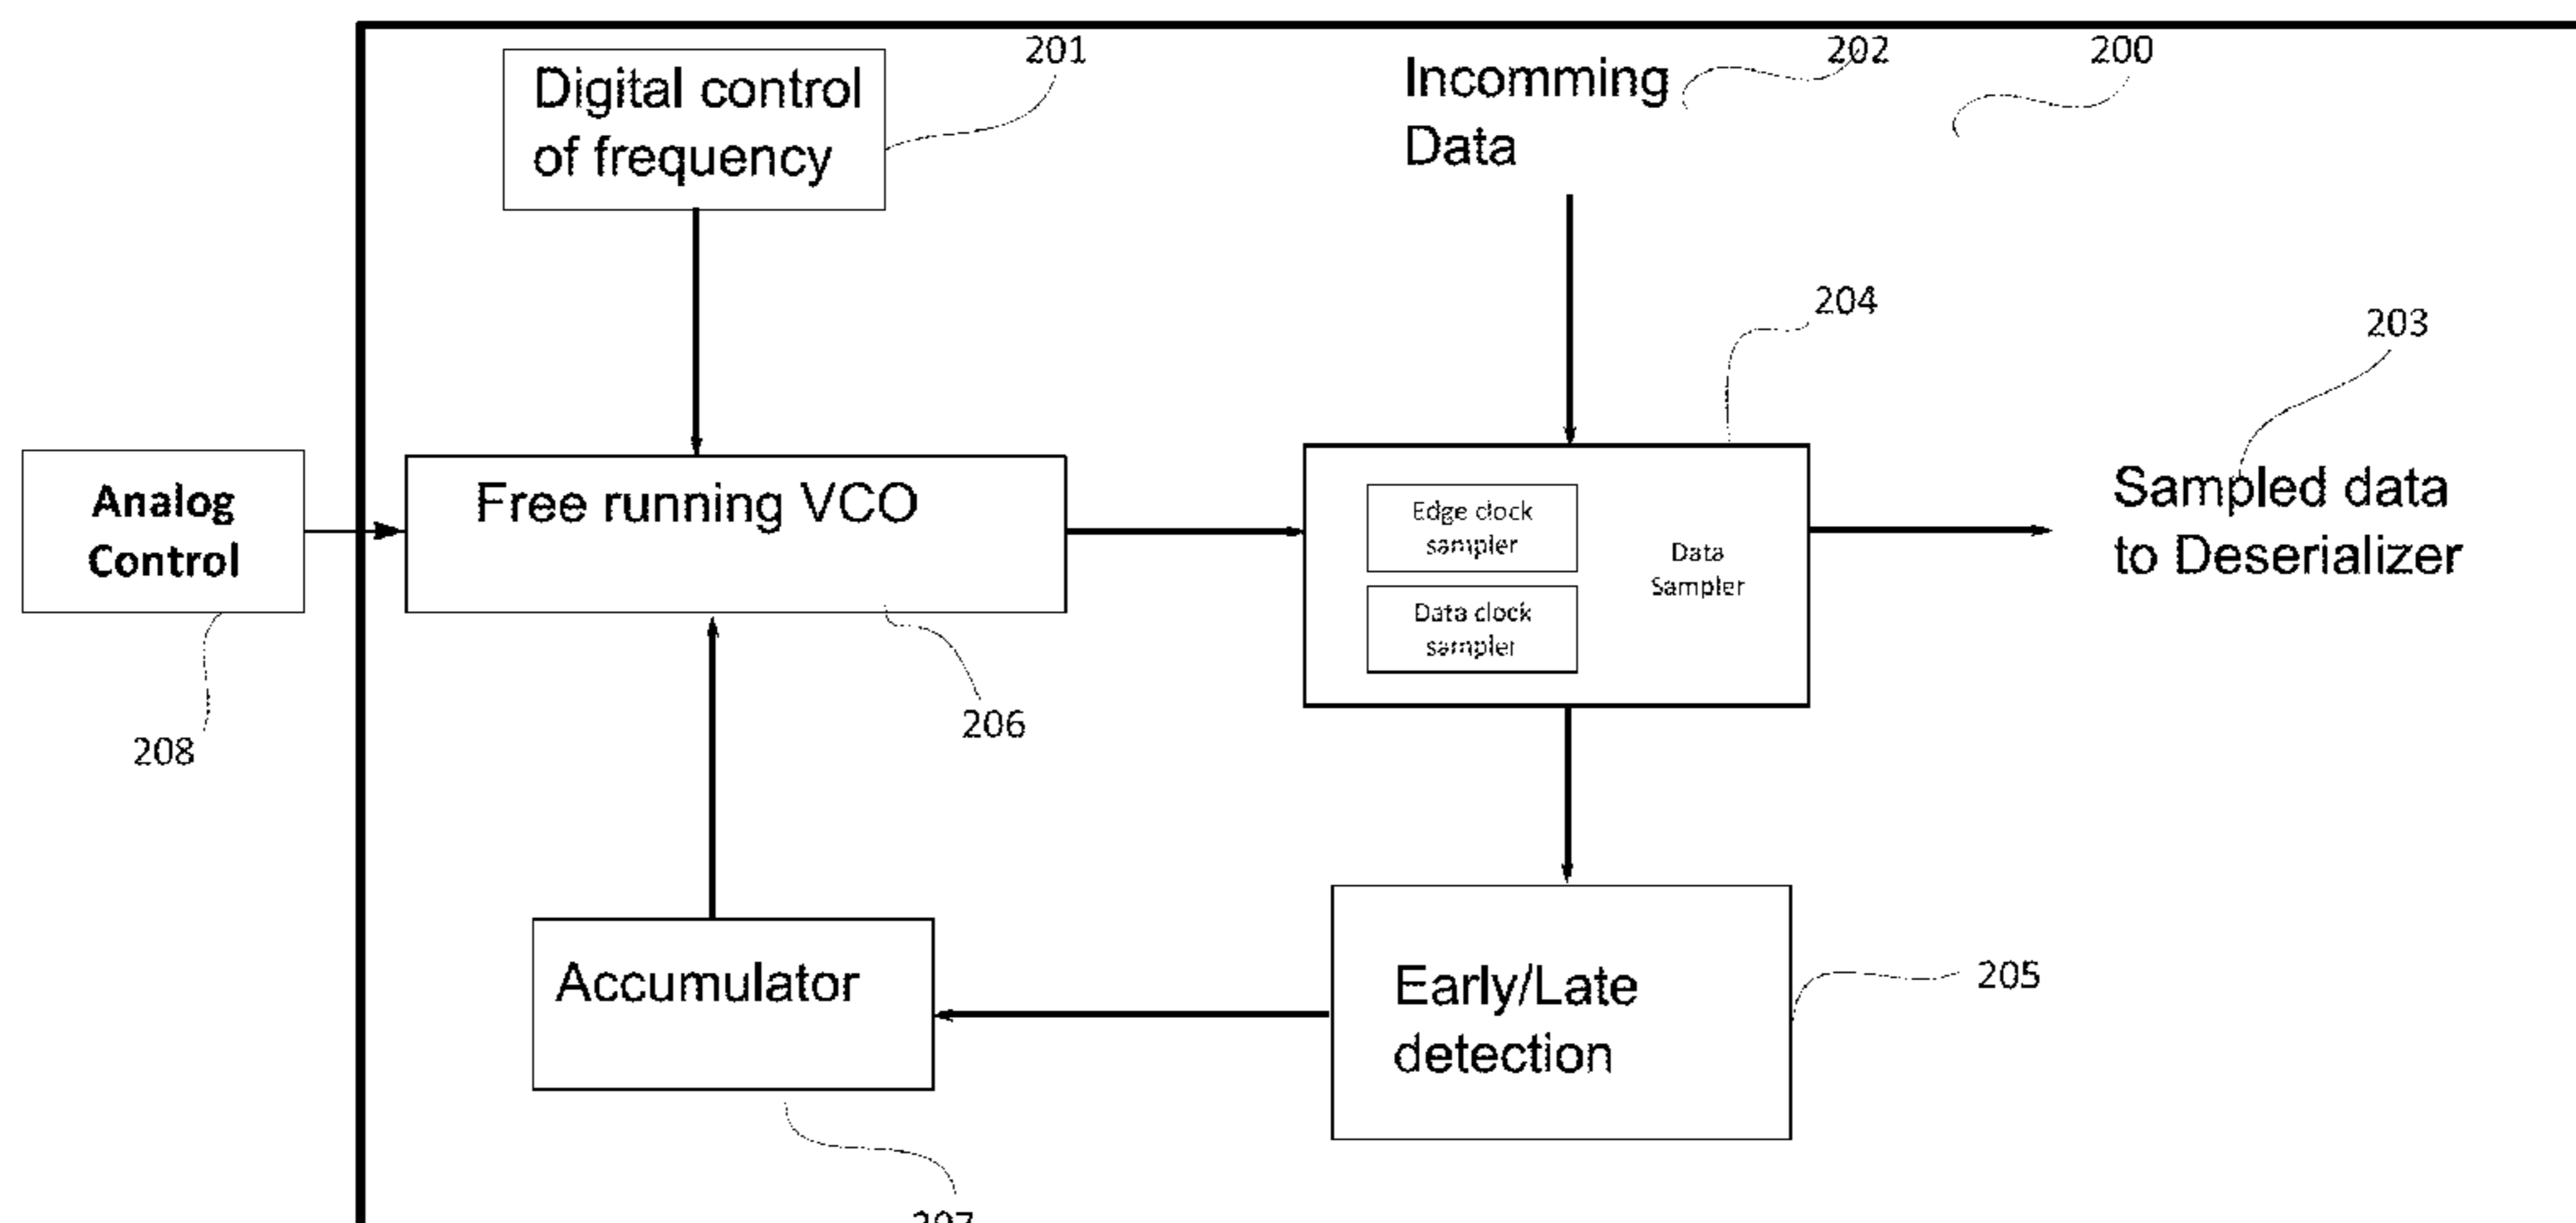 201
202
200
Digital control
of frequency
Incomming
Data
204
203
Analog
Control
Free running VCO
Edge clock
sampler
Data clock
sampler
Data
Sampler
Sampled data
to Deserializer
208
206
Accumulator
Early/Late
detection
205
207